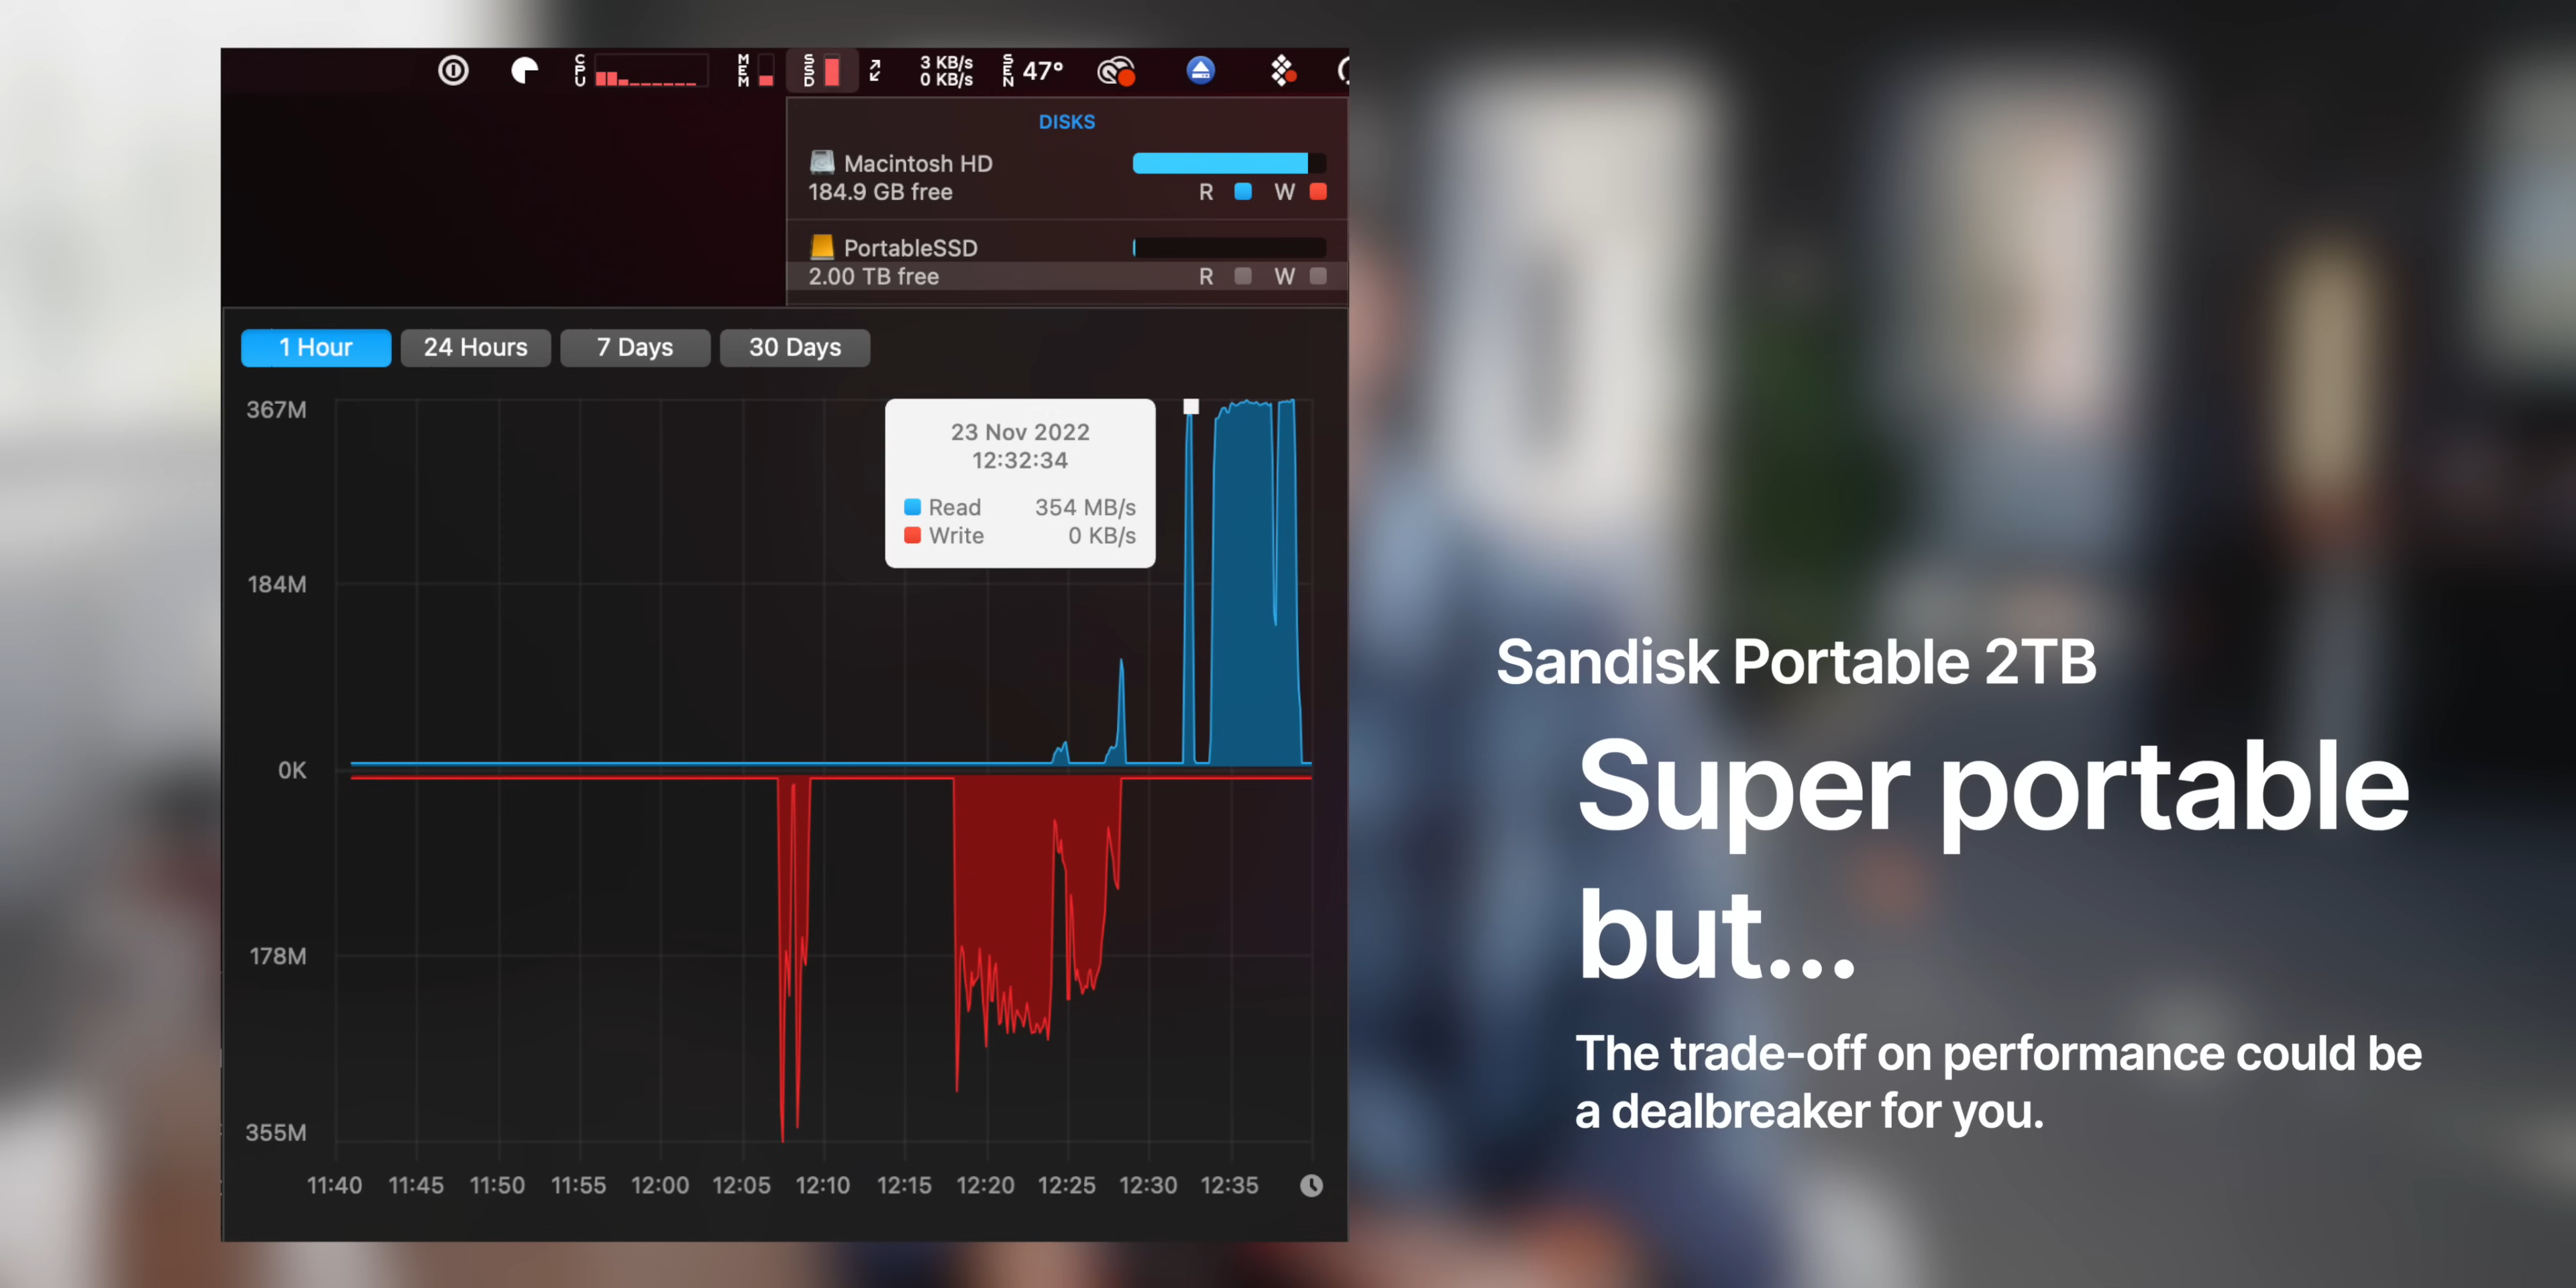 CPU
MEM
SSD
3 KB/s
0 KB/s
SEN
47°
DISKS
Macintosh HD
184.9 GB free
R
W
PortableSSD
2.00 TB free
R
W
1 Hour
24 Hours
7 Days
30 Days
367M
184M
0K
178M
355M
23 Nov 2022
12:32:34
Read 354 MB/s
Write 0 KB/s
11:40 11:45 11:50 11:55 12:00 12:05 12:10 12:15 12:20 12:25 12:30 12:35
Sandisk Portable 2TB
Super portable
but...
The trade-off on performance could be
a dealbreaker for you.